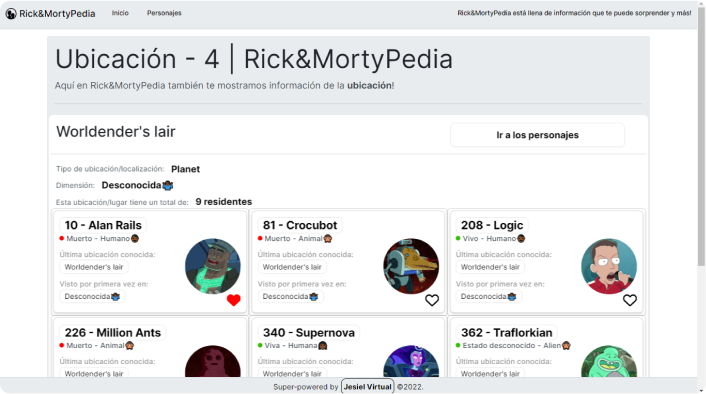 Rick&MortyPedia Inicio Personajes Rick&MortyPedia está llena de información que te puede sorprender y más!
Ubicación - 4 | Rick&MortyPedia
Aquí en Rick&MortyPedia también te mostramos información de la ubicación!
Worldender's lair
Ir a los personajes
Tipo de ubicación/localización: Planet
Dimensión: Desconocida
Esta ubicación/lugar tiene un total de: 9 residentes
10 - Alan Rails
Muerto - Humano
Última ubicación conocida:
Worldender's lair
Visto por primera vez en:
Desconocida
81 - Crocubot
Muerto - Animal
Última ubicación conocida:
Worldender's lair
Visto por primera vez en:
Desconocida
208 - Logic
Vivo - Humano
Última ubicación conocida:
Worldender's lair
Visto por primera vez en:
Desconocida
226 - Million Ants
Muerto - Animal
Última ubicación conocida:
Worldender's lair
340 - Supernova
Viva - Humana
Última ubicación conocida:
Worldender's lair
362 - Traflorkian
Estado desconocido - Alien
Última ubicación conocida:
Worldender's lair
Super-powered by Jesiel Virtual ©2022.